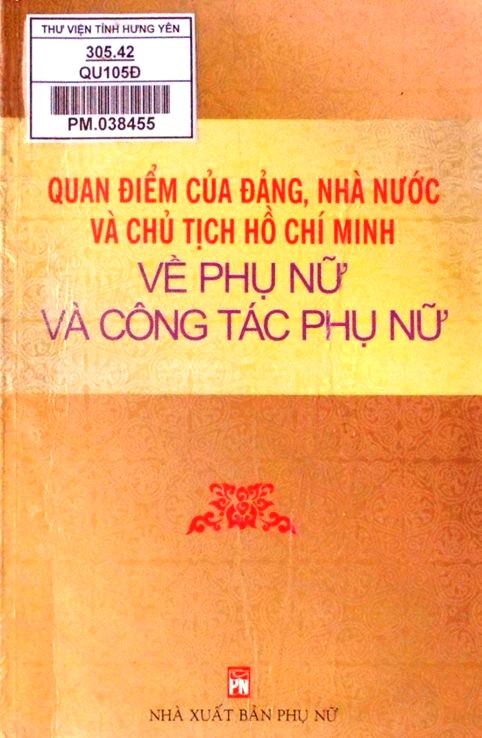 THƯ VIỆN TỈNH HƯNG YÊN
305.42
QU105Đ
PM.038455
QUAN ĐIỂM CỦA ĐẢNG, NHÀ NƯỚC
VÀ CHỦ TỊCH HỒ CHÍ MINH
VỀ PHỤ NỮ
VÀ CÔNG TÁC PHỤ NỮ
PN
NHÀ XUẤT BẢN PHỤ NỮ